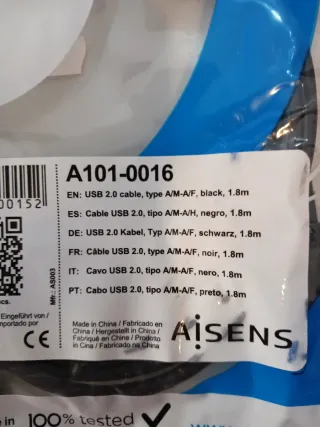 A101-0016
00152
EN: USB 2.0 cable, type A/M-A/F, black, 1.8m
ES: Cable USB 2.0, tipo A/M-A/H, negro, 1.8m
DE: USB 2.0 Kabel, Typ A/M-A/F, schwarz, 1.8m
FR: Câble USB 2.0, type A/M-A/F, noir, 1.8m
IT: Cavo USB 2.0, tipo A/M-A/F, nero, 1.8m
PT: Cabo USB 2.0, tipo A/M-A/F, preto, 1.8m
Mfr.: AS003
pcs.
Eingeführt von /
mportado por
CE
Made in China / Fabricado en
China / Hergestellt in China /
Fabriqué en Chine / Prodotto
in Cina / Fabricado na China
AISENS
in 100% tested
www